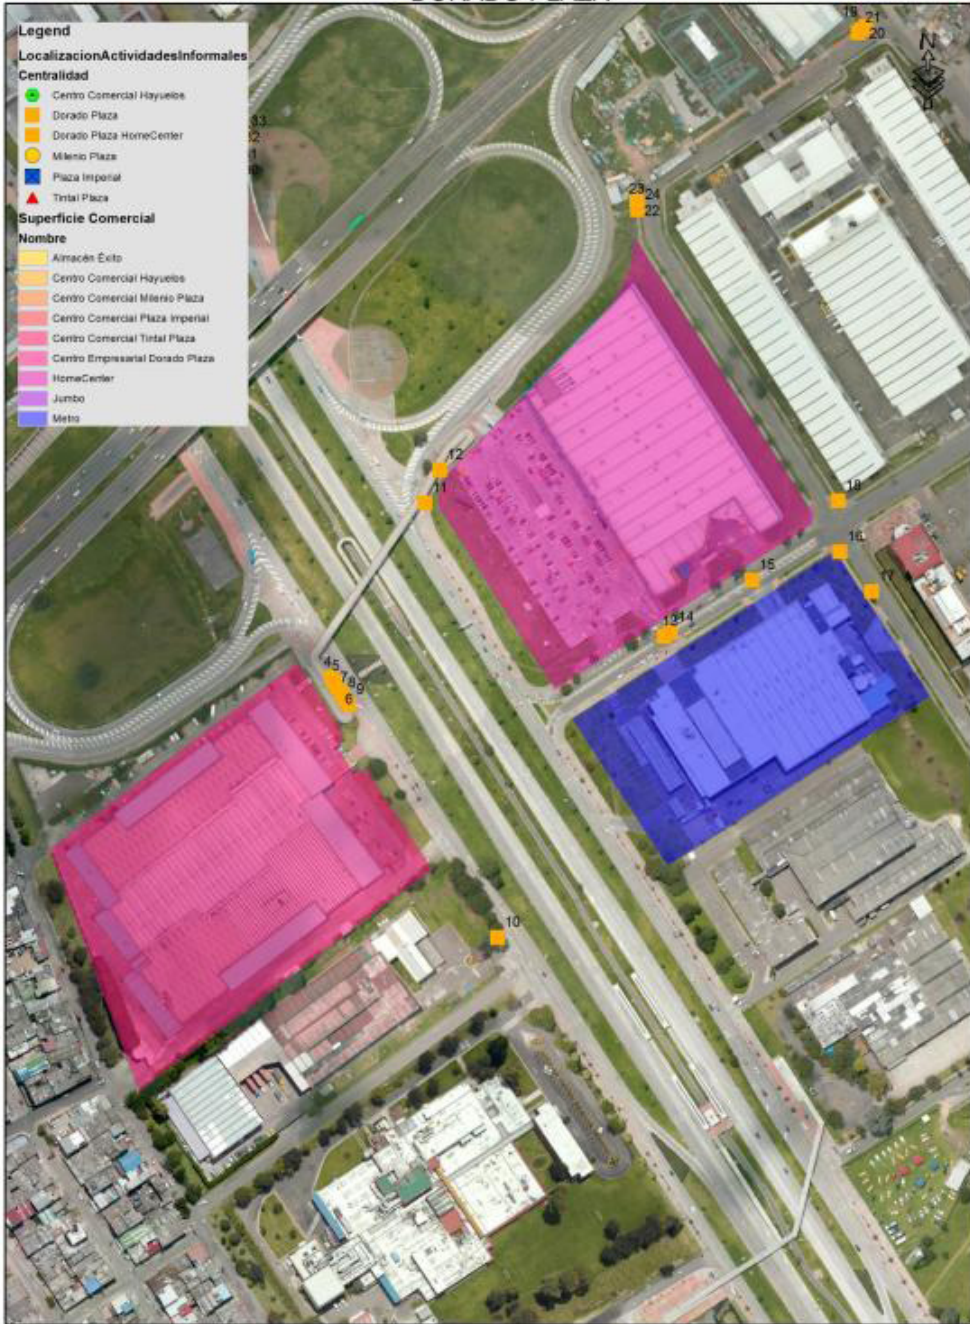 DORADO PLAZA
Legend
LocalizacionActividadesInformales
Centralidad
Centro Comercial Hayuelos
Dorado Plaza
Dorado Plaza HomeCenter
Milenio Plaza
Plaza Imperial
Tintal Plaza
Superficie Comercial
Nombre
Almacén Éxito
Centro Comercial Hayuelos
Centro Comercial Milenio Plaza
Centro Comercial Plaza Imperial
Centro Comercial Tintal Plaza
Centro Empresarial Dorado Plaza
HomeCenter
Jumbo
Metro
N
19
21
20
33
23
24
22
12
11
18
16
17
15
13
14
4
5
7
8
9
6
10